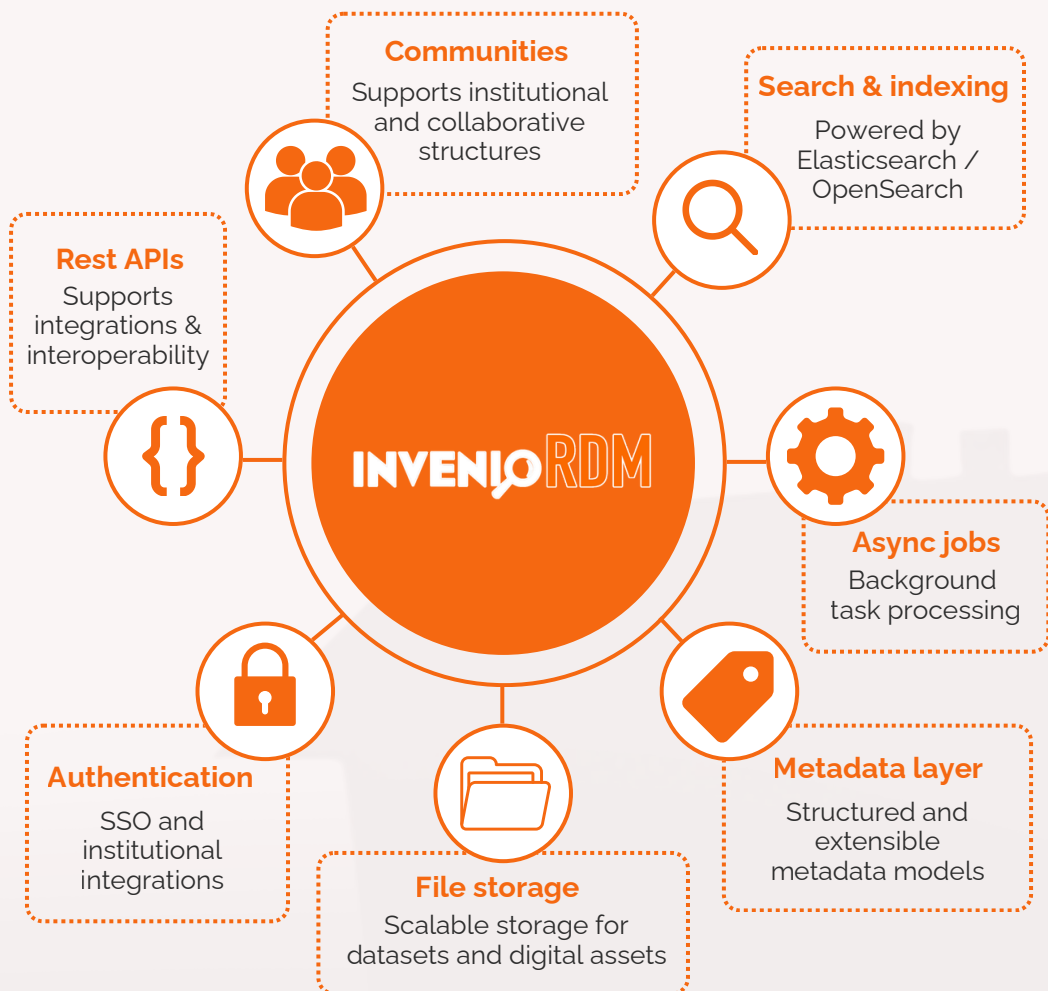 Communities
Supports institutional
and collaborative
structures
Search & indexing
Powered by
Elasticsearch /
OpenSearch
Rest APIs
Supports
integrations &
interoperability
{}
INVENIO RDM
Async jobs
Background
task processing
Authentication
SSO and
institutional
integrations
Metadata layer
Structured and
extensible
metadata models
File storage
Scalable storage for
datasets and digital assets